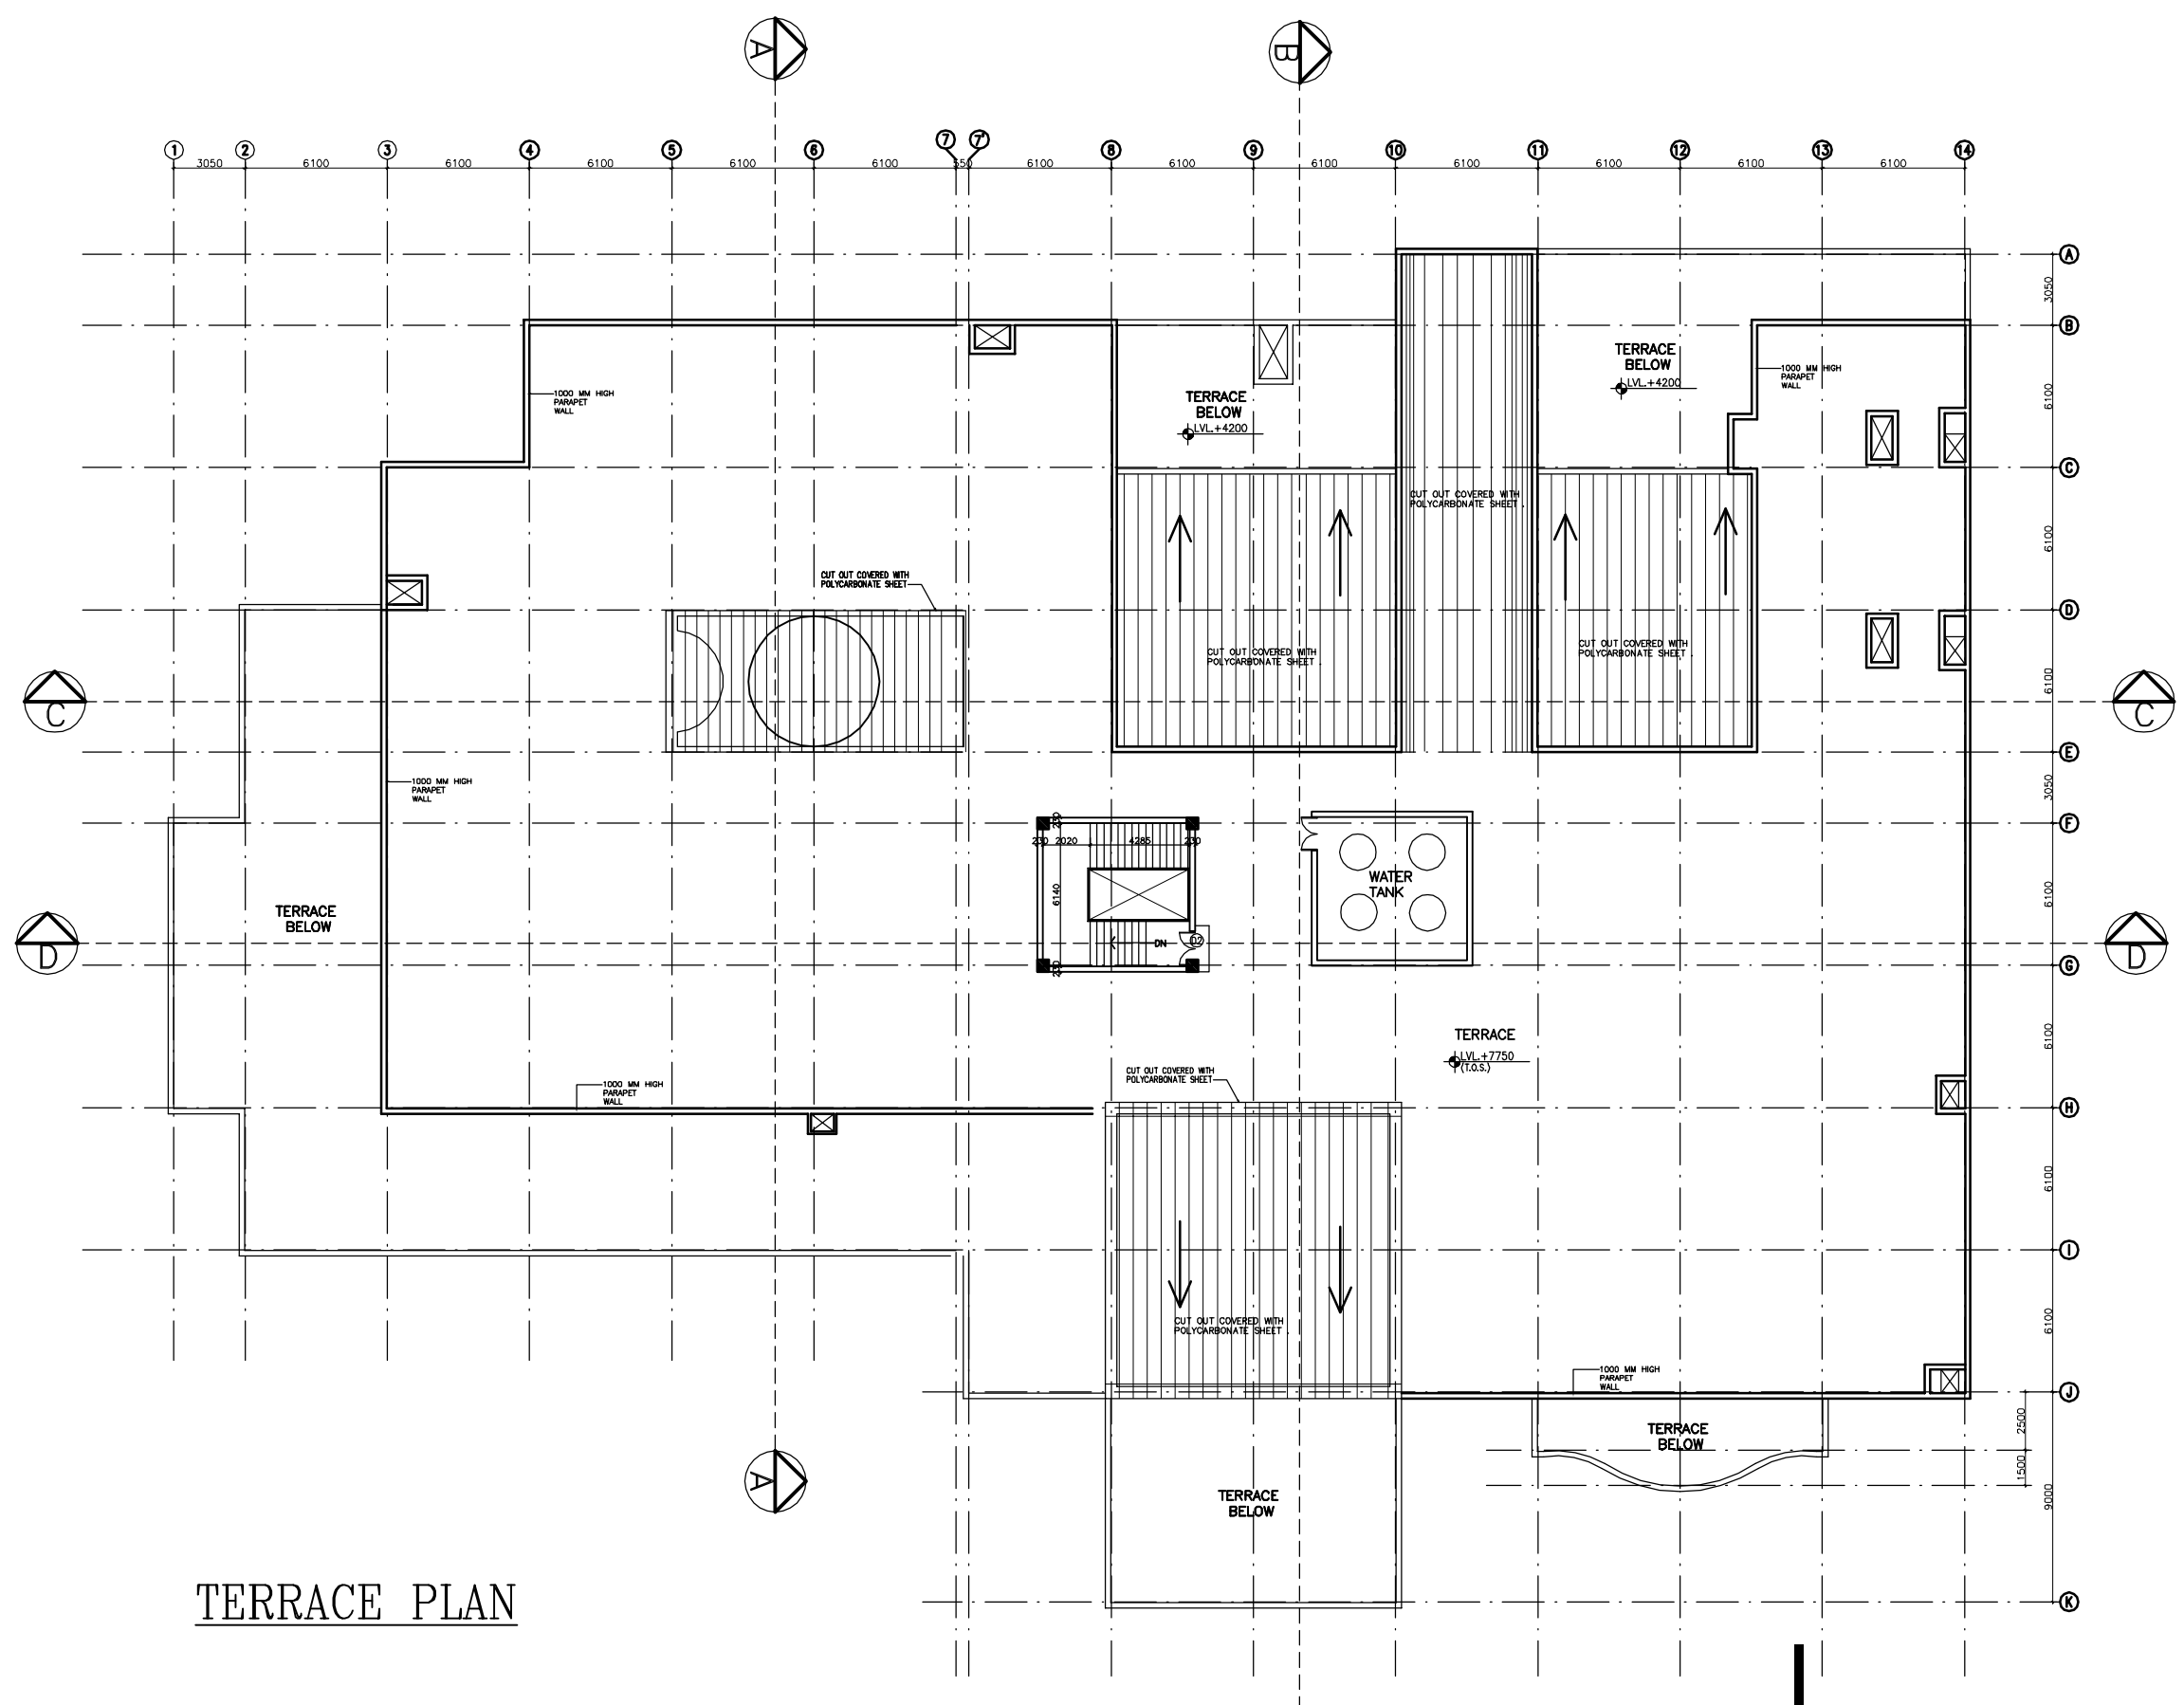 A
B
1 2 3 4 5 6 7 7' 8 9 10 11 12 13 14
3050 6100 6100 6100 6100 6100 550 6100 6100 6100 6100 6100 6100 6100
A
3050
B
TERRACE
BELOW
LVL.+4200
1000 MM HIGH
PARAPET
WALL
1000 MM HIGH
PARAPET
WALL
TERRACE
BELOW
LVL.+4200
6100
C
CUT OUT COVERED WITH
POLYCARBONATE SHEET .
6100
CUT OUT COVERED WITH
POLYCARBONATE SHEET
D
CUT OUT COVERED WITH
POLYCARBONATE SHEET .
CUT OUT COVERED WITH
POLYCARBONATE SHEET .
6100
C
C
E
1000 MM HIGH
PARAPET
WALL
3050
F
230
230 2020 4285 230
6140
WATER
TANK
6100
TERRACE
BELOW
D
DN
D2
D
G
230
TERRACE
LVL.+7750
(T.O.S.)
6100
CUT OUT COVERED WITH
POLYCARBONATE SHEET
1000 MM HIGH
PARAPET
WALL
H
6100
I
CUT OUT COVERED WITH
POLYCARBONATE SHEET .
6100
1000 MM HIGH
PARAPET
WALL
J
TERRACE
BELOW
2500
1500
9000
A
TERRACE
BELOW
K
TERRACE PLAN